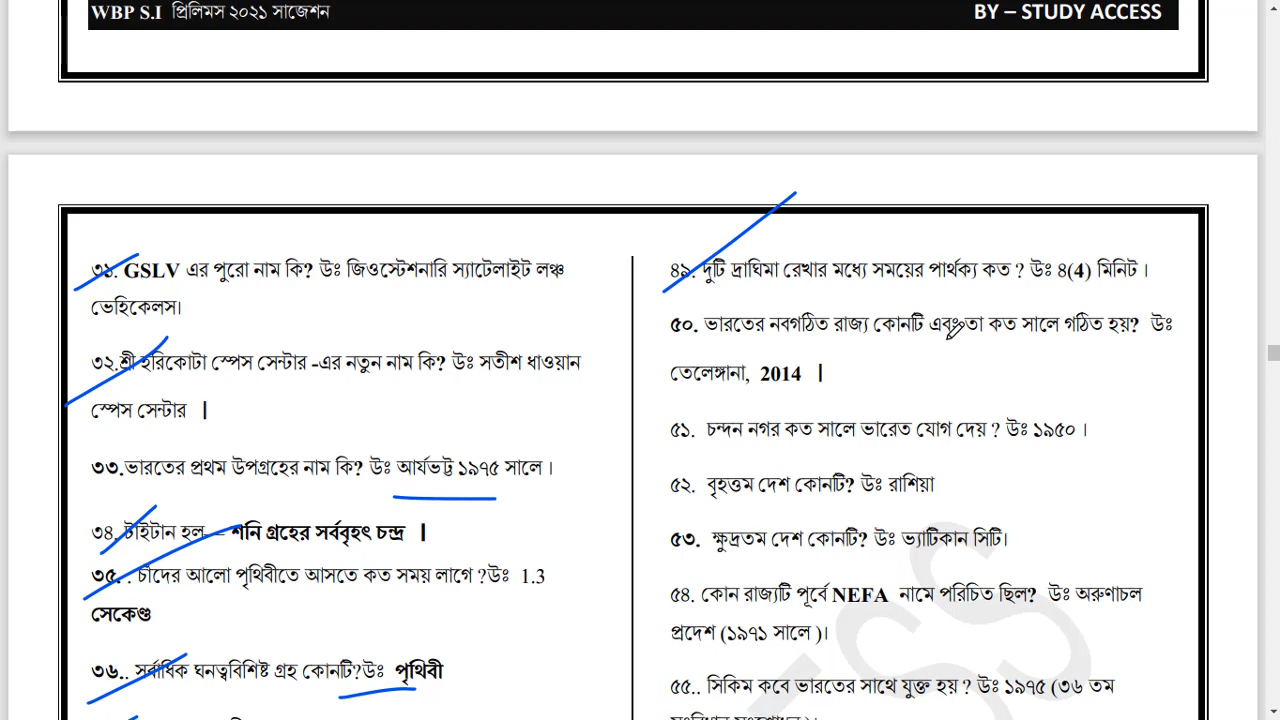 WBP S.I প্রিলিমস ২০২১ সাজেশন
BY – STUDY ACCESS
৩১. GSLV এর পুরো নাম কি? উঃ জিওস্টেশনারি স্যাটেলাইট লঞ্চ
ভেহিকেলস।
৩২.শ্রী হরিকোটা স্পেস সেন্টার -এর নতুন নাম কি? উঃ সতীশ ধাওয়ান
স্পেস সেন্টার |
৩৩.ভারতের প্রথম উপগ্রহের নাম কি? উঃ আর্যভট্ট ১৯৭৫ সালে।
৩৪. টাইটান হল – শনি গ্রহের সর্ববৃহৎ চন্দ্র |
৩৫. . চাঁদের আলো পৃথিবীতে আসতে কত সময় লাগে ?উঃ 1.3
সেকেণ্ড
৩৬.. সর্বাধিক ঘনত্ববিশিষ্ট গ্রহ কোনটি?উঃ পৃথিবী
৪৯. দুটি দ্রাঘিমা রেখার মধ্যে সময়ের পার্থক্য কত ? উঃ ৪(4) মিনিট।
৫০. ভারতের নবগঠিত রাজ্য কোনটি এবং তা কত সালে গঠিত হয়? উঃ
তেলেঙ্গানা, 2014 |
৫১. চন্দন নগর কত সালে ভারেত যোগ দেয় ? উঃ ১৯৫০ ।
৫২. বৃহত্তম দেশ কোনটি? উঃ রাশিয়া
৫৩. ক্ষুদ্রতম দেশ কোনটি? উঃ ভ্যাটিকান সিটি।
৫৪. কোন রাজ্যটি পূর্বে NEFA নামে পরিচিত ছিল? উঃ অরুণাচল
প্রদেশ (১৯৭১ সালে )।
৫৫.. সিকিম কবে ভারতের সাথে যুক্ত হয় ? উঃ ১৯৭৫ (৩৬ তম